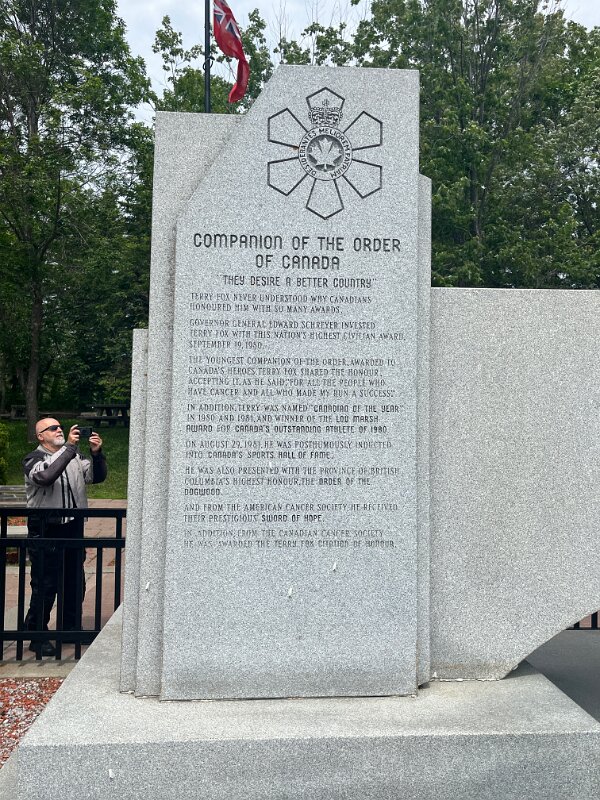 DESIDERANTES MELIOREM PATRIAM
COMPANION OF THE ORDER
OF CANADA
"THEY DESIRE A BETTER COUNTRY"
TERRY FOX NEVER UNDERSTOOD WHY CANADIANS
HONOURED HIM WITH SO MANY AWARDS.
GOVERNOR GENERAL EDWARD SCHREYER INVESTED
TERRY FOX WITH THIS NATION'S HIGHEST CIVILIAN AWARD,
SEPTEMBER 19, 1980.
THE YOUNGEST COMPANION OF THE ORDER, AWARDED TO
CANADA'S HEROES, TERRY FOX SHARED THE HONOUR,
ACCEPTING IT, AS HE SAID, "FOR ALL THE PEOPLE WHO
HAVE CANCER AND ALL WHO MADE MY RUN A SUCCESS".
IN ADDITION, TERRY WAS NAMED "CANADIAN OF THE YEAR"
IN 1980 AND 1981, AND WINNER OF THE LOU MARSH
AWARD FOR CANADA'S OUTSTANDING ATHLETE OF 1980.
ON AUGUST 29, 1981, HE WAS POSTHUMOUSLY INDUCTED
INTO CANADA'S SPORTS HALL OF FAME.
HE WAS ALSO PRESENTED WITH THE PROVINCE OF BRITISH
COLUMBIA'S HIGHEST HONOUR, THE ORDER OF THE
DOGWOOD.
AND FROM THE AMERICAN CANCER SOCIETY HE RECEIVED
THEIR PRESTIGIOUS SWORD OF HOPE.
IN ADDITION, FROM THE CANADIAN CANCER SOCIETY
HE WAS AWARDED THE TERRY FOX CITATION OF HONOUR.